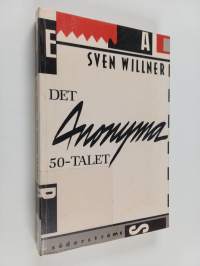 E A
SVEN WILLNER
DET
Anonyma
50-TALET
R
söderströms
S